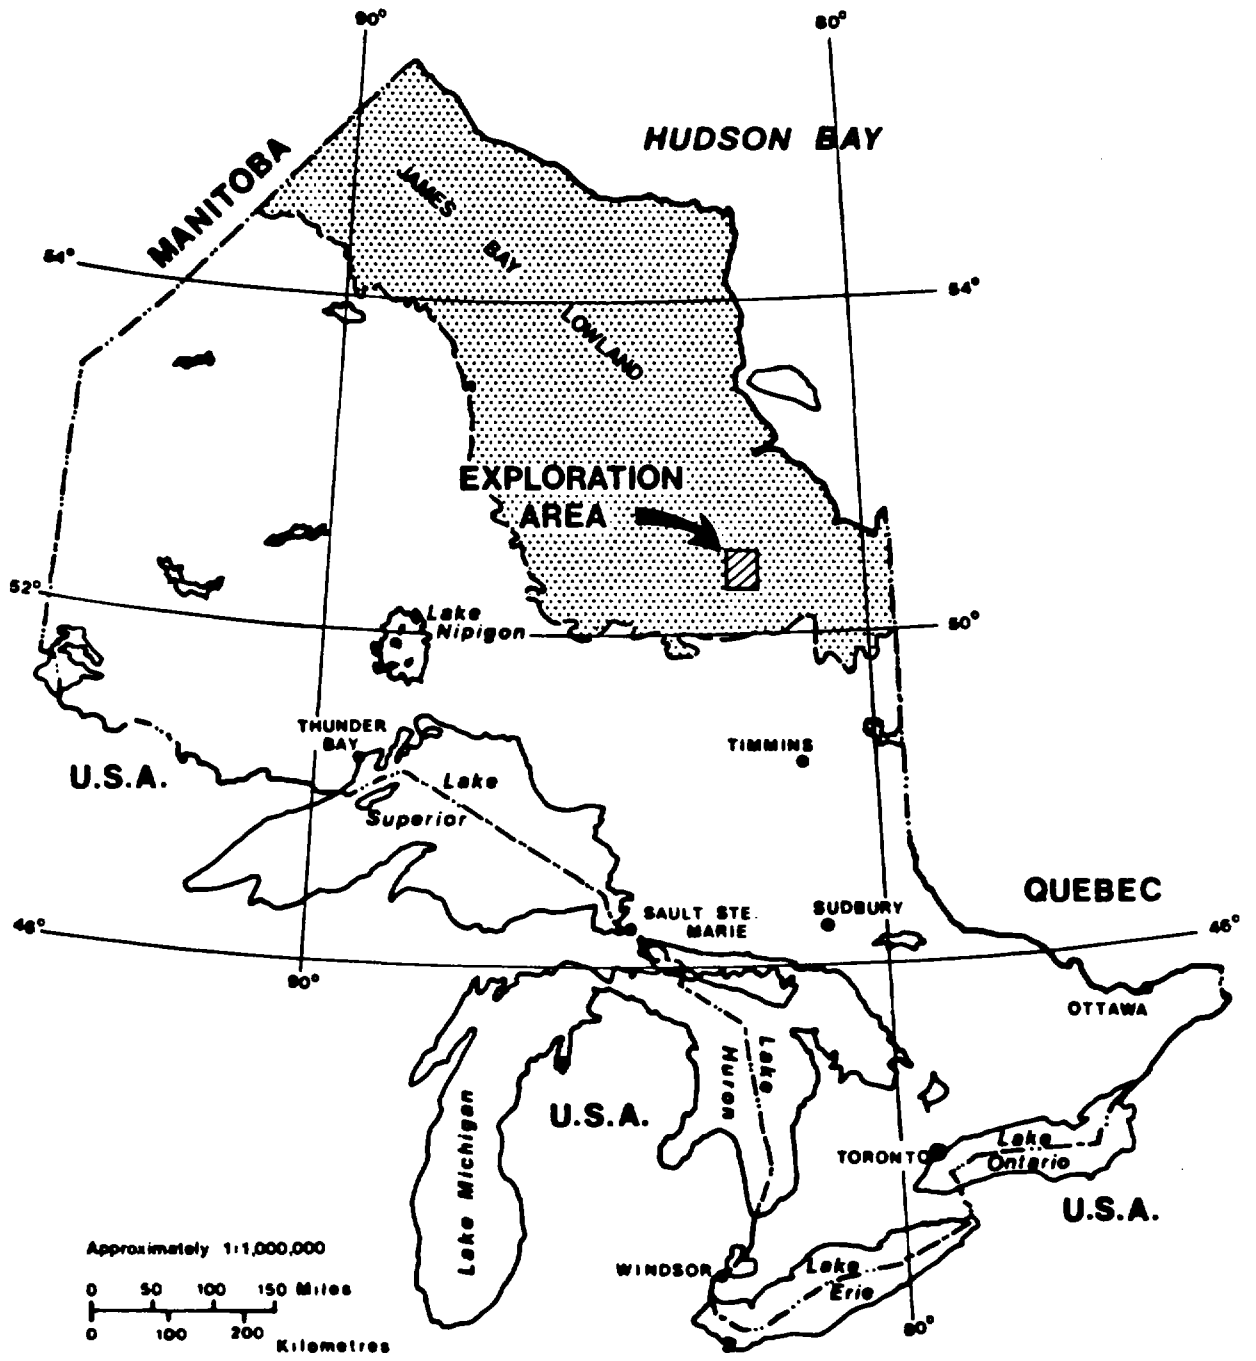 90°
80°
HUDSON BAY
MANITOBA
JAMES
BAY
LOWLAND
54°
54°
EXPLORATION
AREA
52°
Lake
Nipigon
50°
THUNDER
BAY
TIMMINS
U.S.A.
Lake
Superior
QUEBEC
SAULT STE.
MARIE
SUDBURY
46°
46°
90°
OTTAWA
Lake
Huron
U.S.A.
Lake Michigan
TORONTO
Lake
Ontario
U.S.A.
Approximately 1:1,000,000
0 50 100 150 Miles
0 100 200
Kilometres
WINDSOR
Lake
Erie
80°